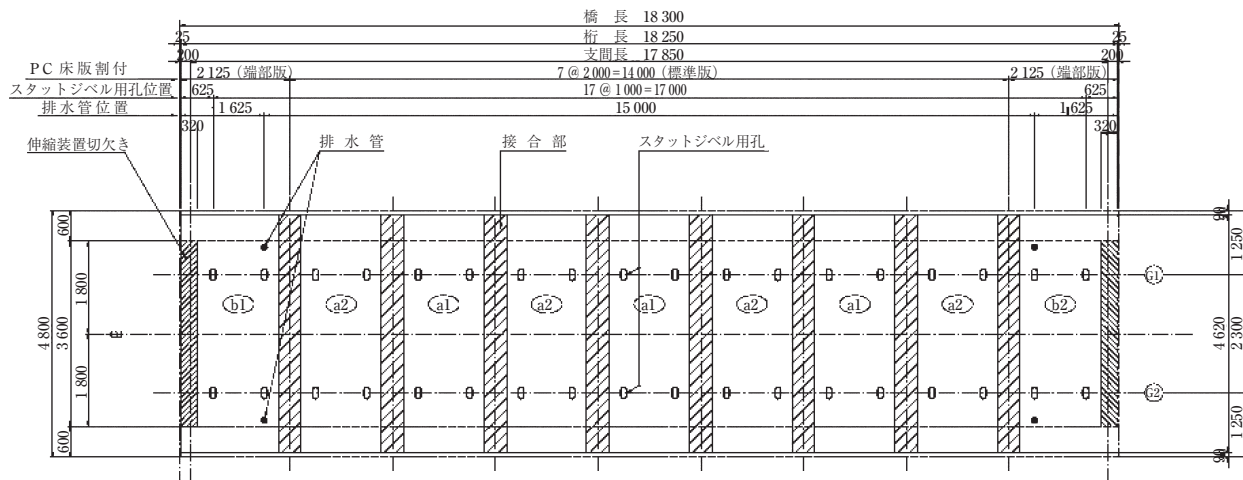 橋 長 18 300
25 桁 長 18 250 25
200 支間長 17 850 200
PC 床版割付 2 125 (端部版) 7 @ 2 000 = 14 000 (標準版) 2 125 (端部版)
スタットジベル用孔位置 625 17 @ 1 000 = 17 000 625
排水管位置 1 625 15 000 1 625
320 320
伸縮装置切欠き 排 水 管 接 合 部 スタットジベル用孔
600 90
1 250
1 800 G1
b1 a2 a1 a2 a1 a2 a1 a2 b2
4 800 3 600 4 620 2 300
1 800 G2
1 250
600 90